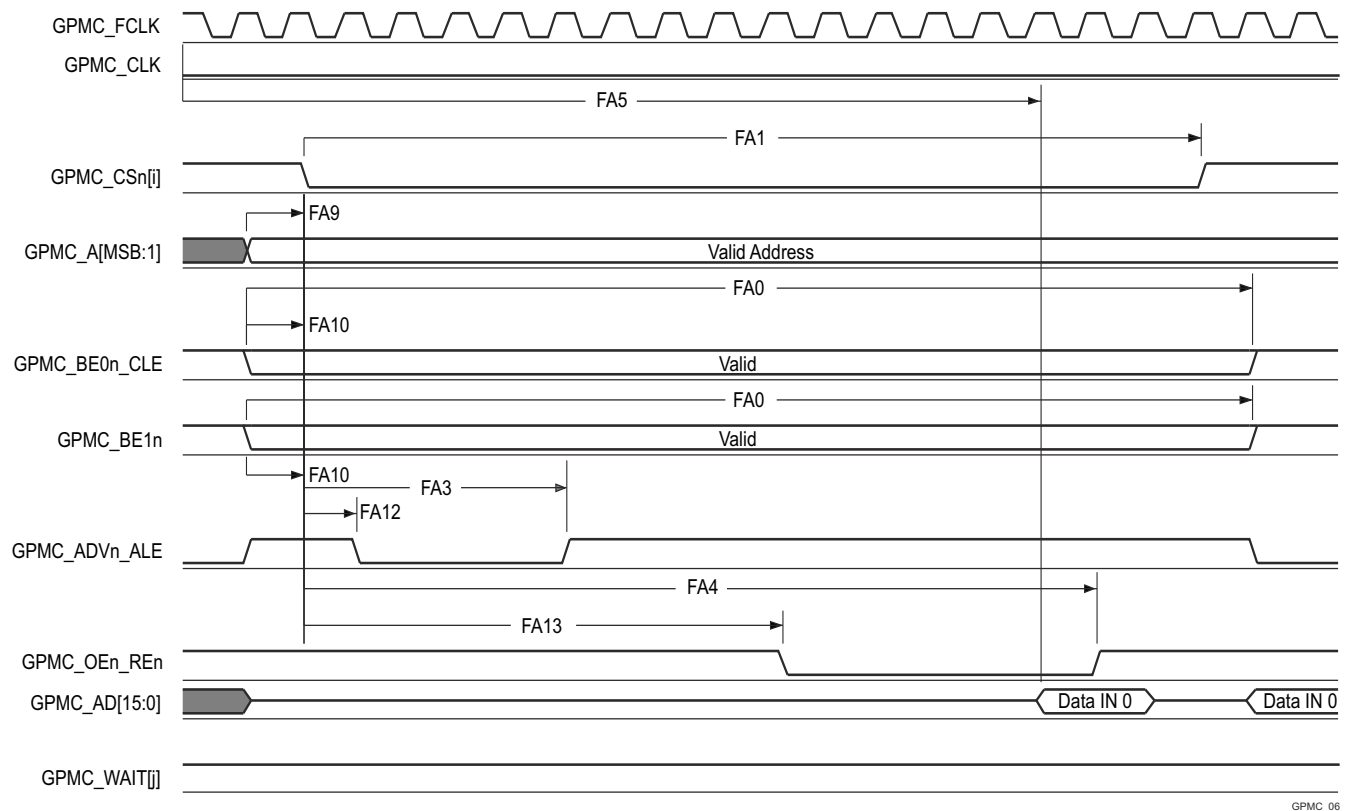 GPMC_FCLK
GPMC_CLK
FA5
FA1
GPMC_CSn[i]
FA9
GPMC_A[MSB:1]
Valid Address
FA0
FA10
GPMC_BE0n_CLE
Valid
FA0
GPMC_BE1n
Valid
FA10
FA3
FA12
GPMC_ADVn_ALE
FA4
FA13
GPMC_OEn_REn
GPMC_AD[15:0]
Data IN 0
Data IN 0
GPMC_WAIT[j]
GPMC_06